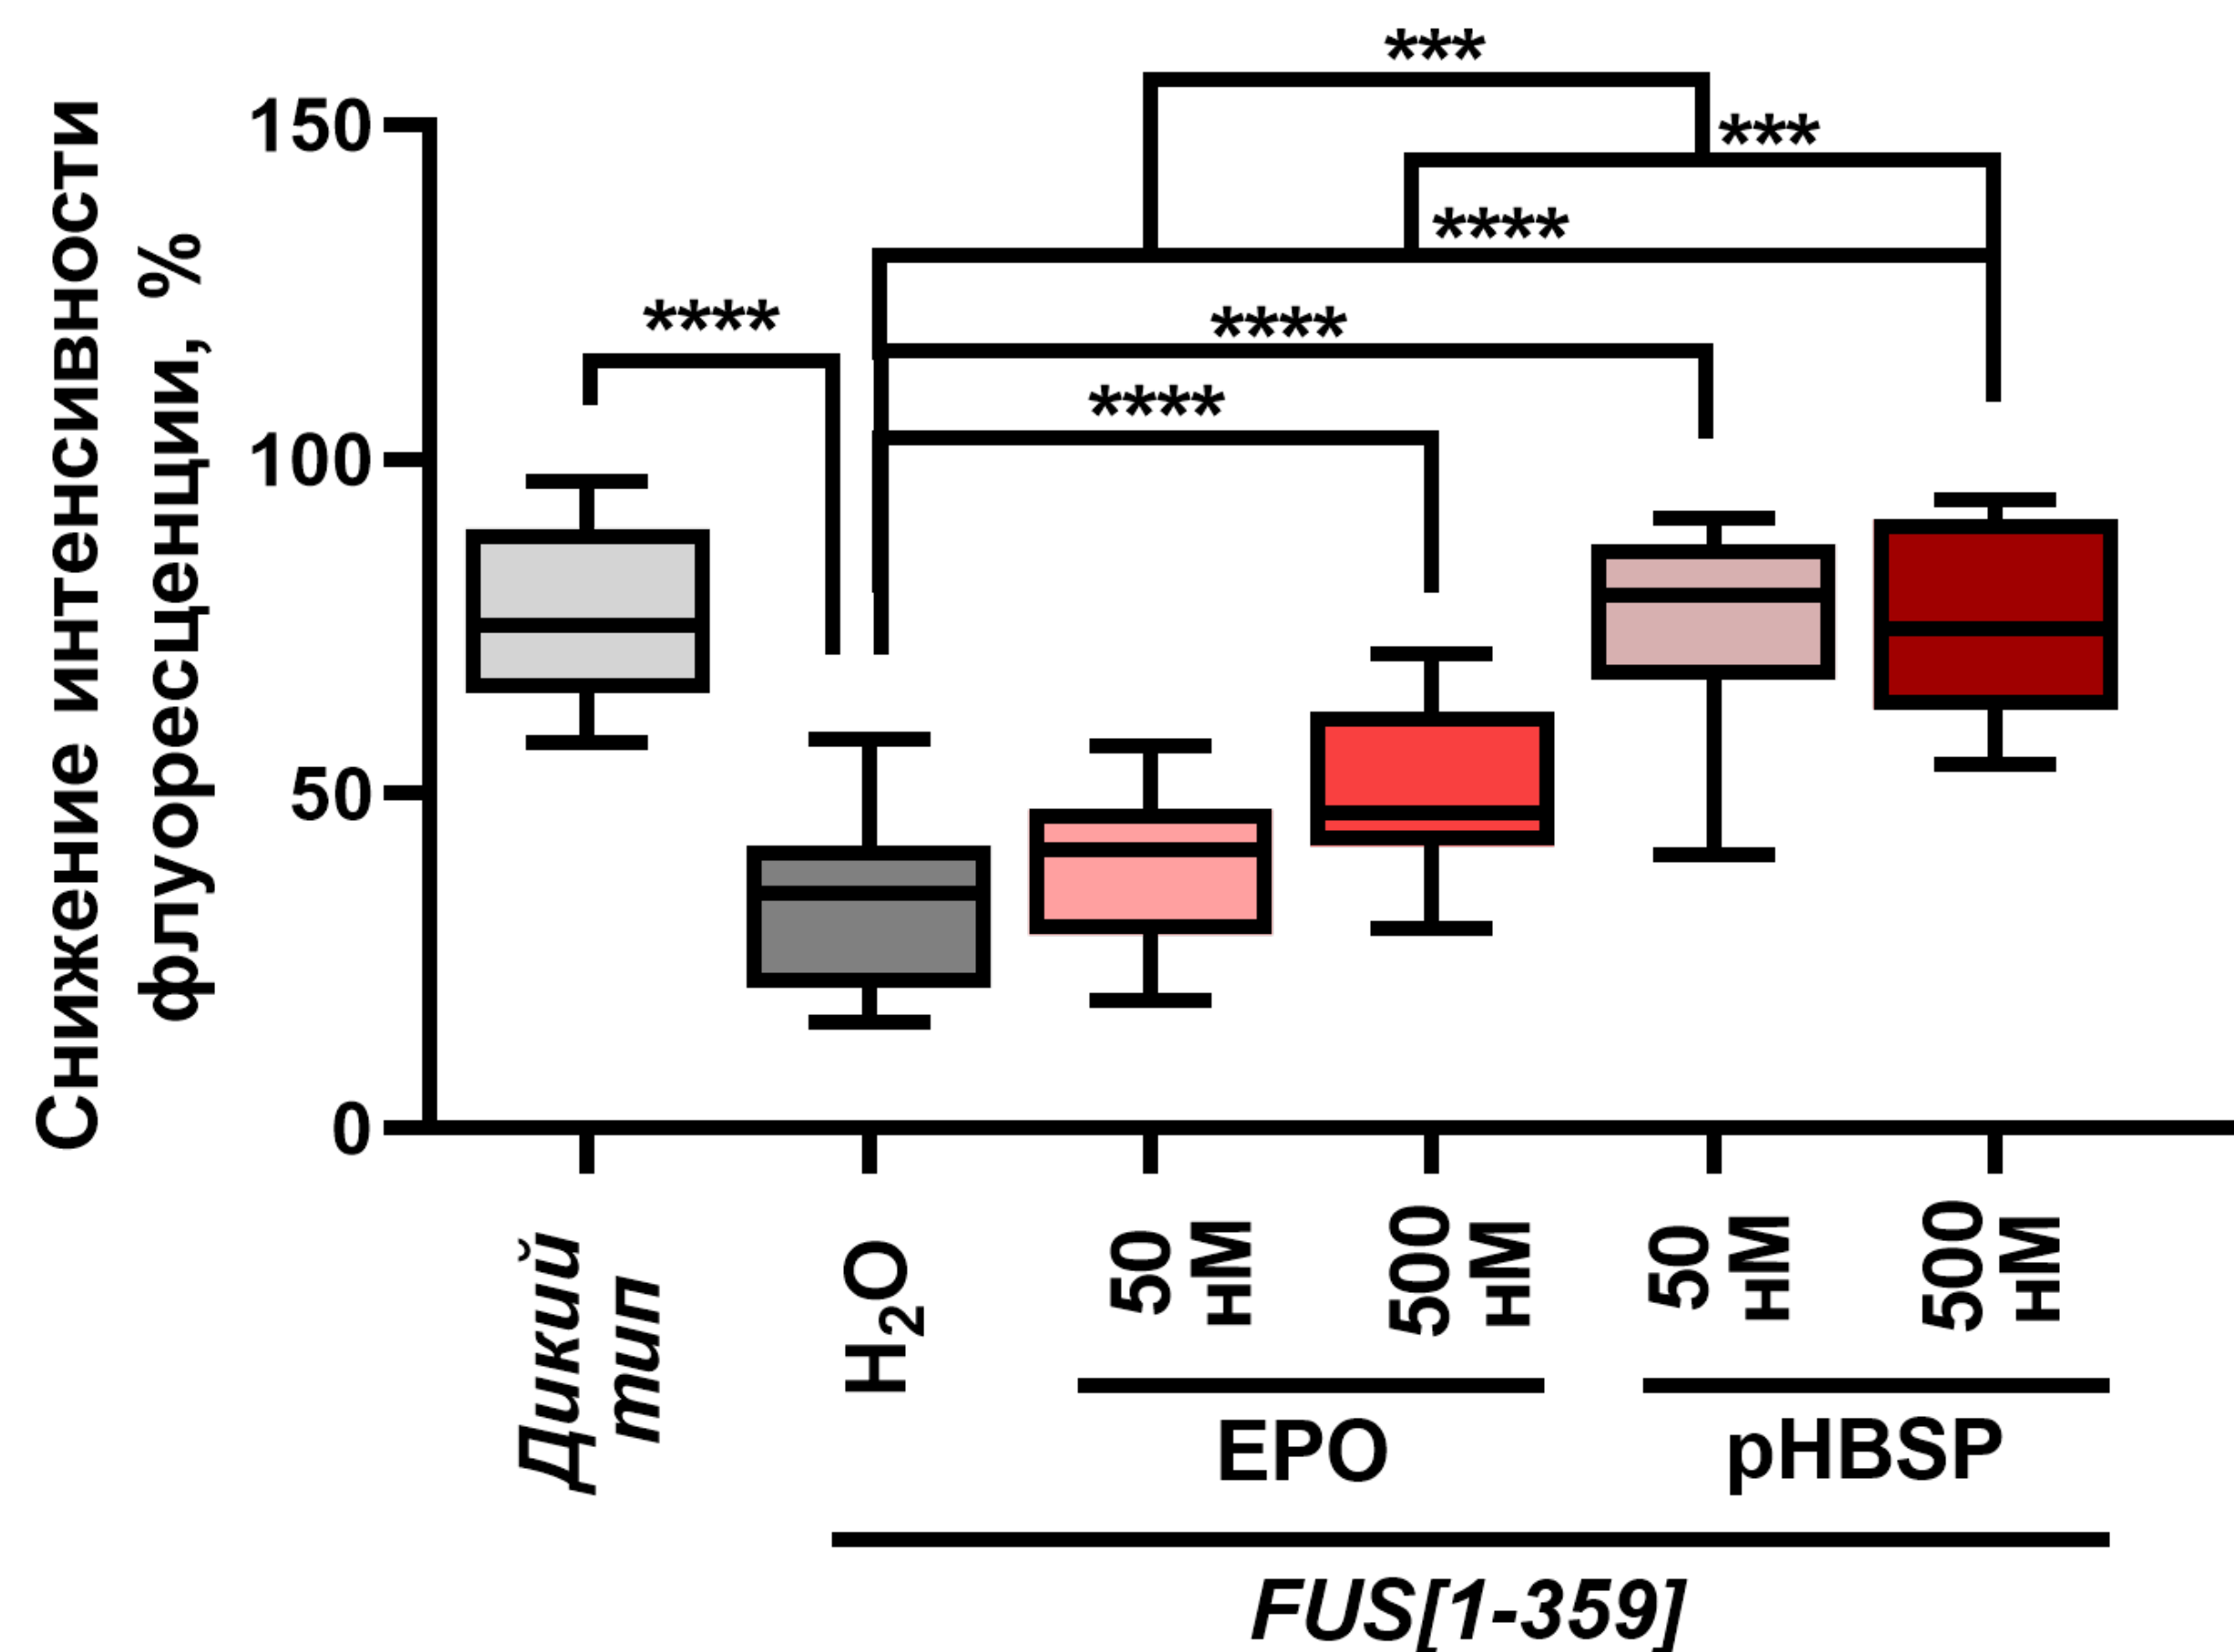 Снижение интенсивности
флуоресценции, %
150
100
50
0
***
***
****
****
****
****
Дикий
тип
H2O
50
нМ
500
нМ
50
нМ
500
нМ
EPO
pHBSP
FUS[1-359]